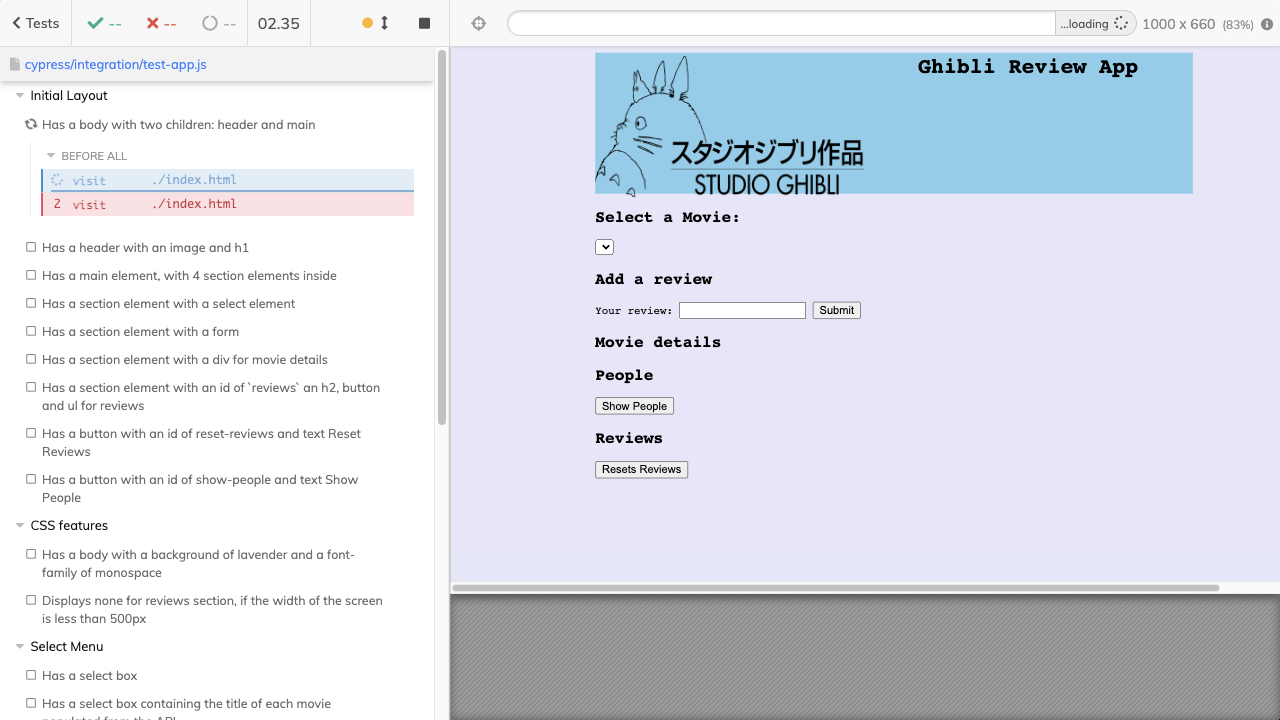 Tests
--
--
--
02.35
...loading
1000 x 660 (83%)
cypress/integration/test-app.js
Initial Layout
Has a body with two children: header and main
BEFORE ALL
visit ./index.html
2 visit ./index.html
Has a header with an image and h1
Has a main element, with 4 section elements inside
Has a section element with a select element
Has a section element with a form
Has a section element with a div for movie details
Has a section element with an id of `reviews` an h2, button
and ul for reviews
Has a button with an id of reset-reviews and text Reset
Reviews
Has a button with an id of show-people and text Show
People
CSS features
Has a body with a background of lavender and a font-
family of monospace
Displays none for reviews section, if the width of the screen
is less than 500px
Select Menu
Has a select box
Has a select box containing the title of each movie
populated from the API
Ghibli Review App
スタジオジブリ作品
STUDIO GHIBLI
Select a Movie:
Add a review
Your review:
Submit
Movie details
People
Show People
Reviews
Resets Reviews